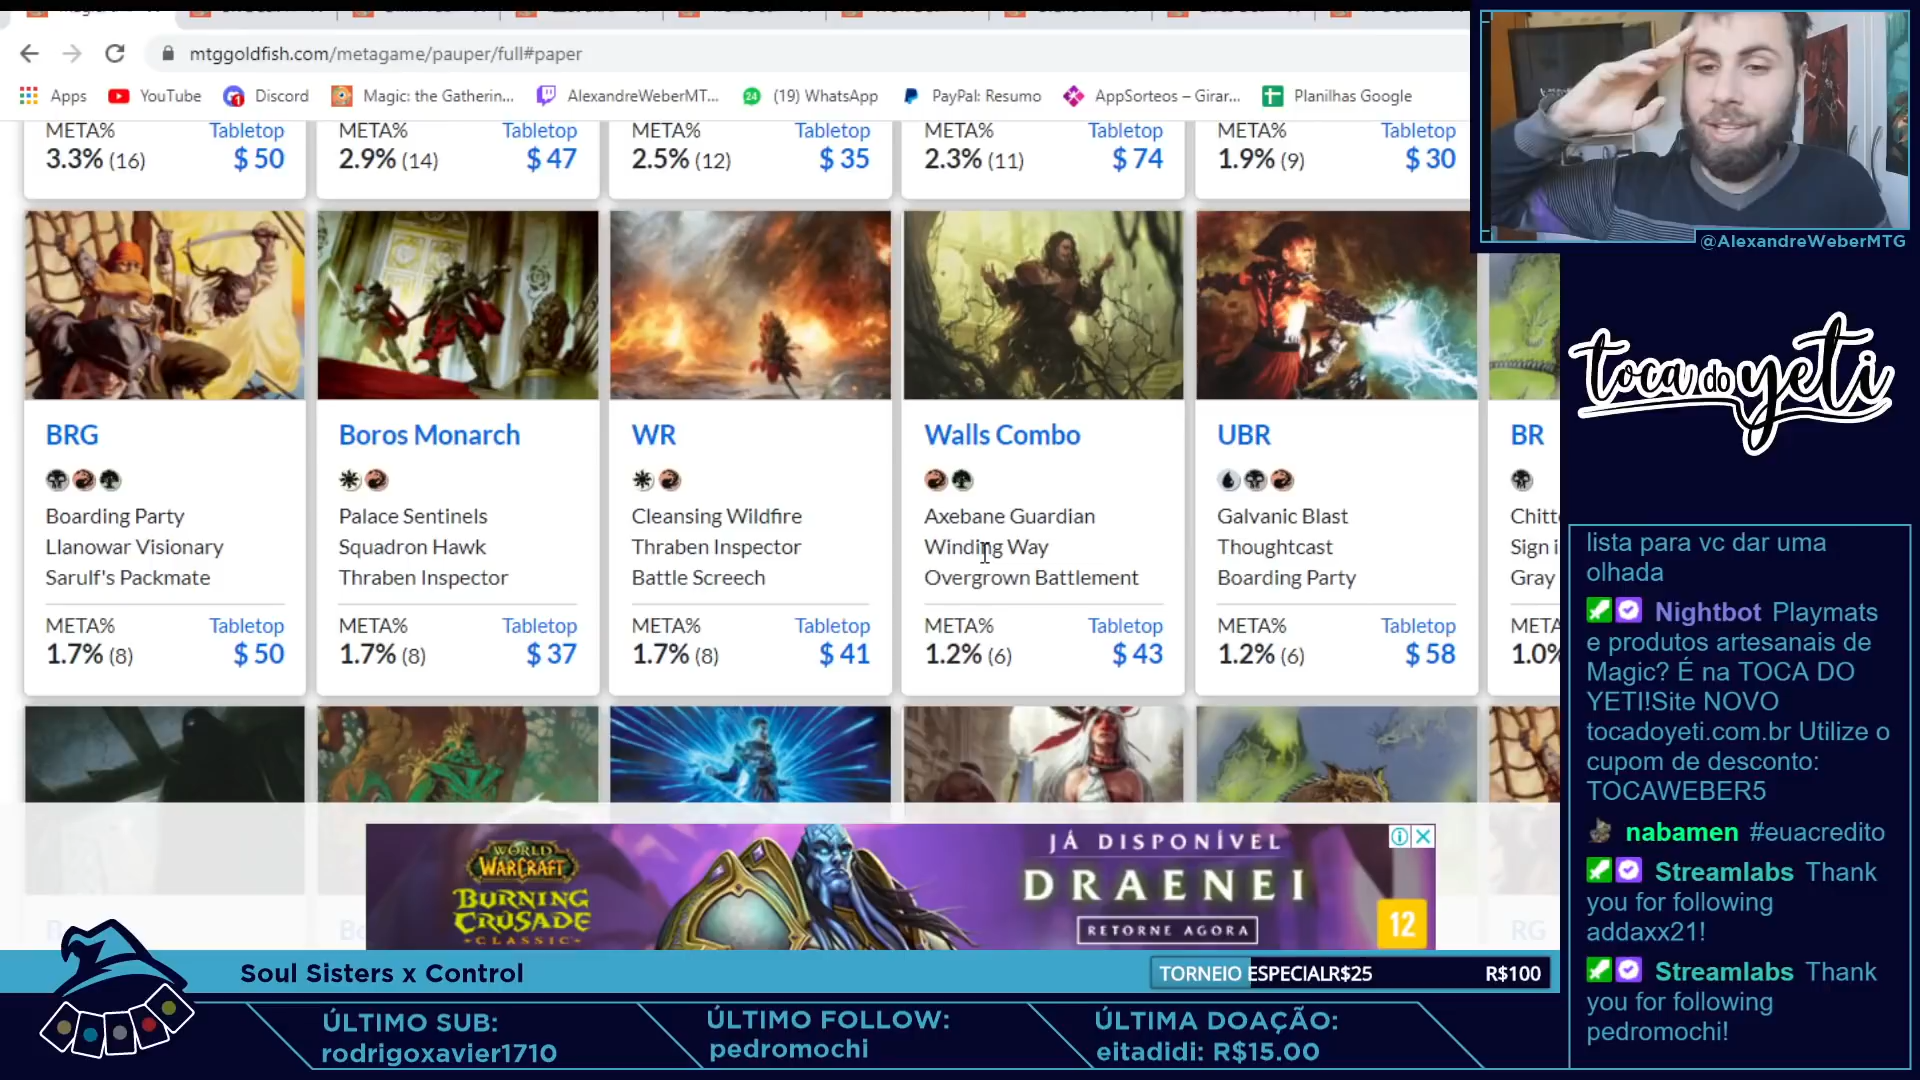 mtggoldfish.com/metagame/pauper/full#paper
Apps YouTube Discord Magic: the Gatherin... AlexandreWeberMT... (19) WhatsApp PayPal: Resumo AppSorteos – Girar... Planilhas Google
META% Tabletop META% Tabletop META% Tabletop META% Tabletop META% Tabletop
3.3% (16) $ 50 2.9% (14) $ 47 2.5% (12) $ 35 2.3% (11) $ 74 1.9% (9) $ 30
@AlexandreWeberMTG
toca do yeti
BRG
Boarding Party
Llanowar Visionary
Sarulf's Packmate
META% Tabletop
1.7% (8) $ 50
Boros Monarch
Palace Sentinels
Squadron Hawk
Thraben Inspector
META% Tabletop
1.7% (8) $ 37
WR
Cleansing Wildfire
Thraben Inspector
Battle Screech
META% Tabletop
1.7% (8) $ 41
Walls Combo
Axebane Guardian
Winding Way
Overgrown Battlement
META% Tabletop
1.2% (6) $ 43
UBR
Galvanic Blast
Thoughtcast
Boarding Party
META% Tabletop
1.2% (6) $ 58
BR
Chitt
Sign i
Gray
META
1.0%
RG
WORLD
WARCRAFT
BURNING
CRUSADE
CLASSIC
JÁ DISPONÍVEL
DRAENEI
RETORNE AGORA
12
lista para vc dar uma
olhada
Nightbot Playmats
e produtos artesanais de
Magic? É na TOCA DO
YETI!Site NOVO
tocadoyeti.com.br Utilize o
cupom de desconto:
TOCAWEBER5
nabamen #euacredito
Streamlabs Thank
you for following
addaxx21!
Streamlabs Thank
you for following
pedromochi!
Soul Sisters x Control
TORNEIO ESPECIALR$25 R$100
ÚLTIMO SUB:
rodrigoxavier1710
ÚLTIMO FOLLOW:
pedromochi
ÚLTIMA DOAÇÃO:
eitadidi: R$15.00